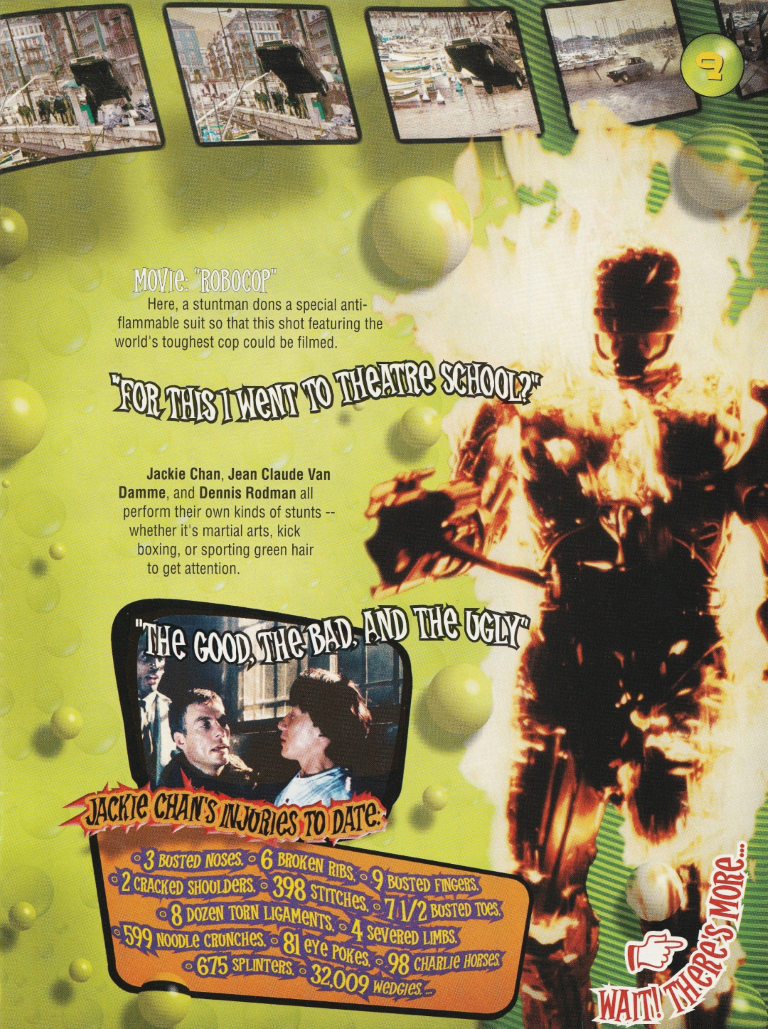 9
MOVIE: "ROBOCOP"
Here, a stuntman dons a special anti-
flammable suit so that this shot featuring the
world's toughest cop could be filmed.
"FOR THIS I WENT TO THEATRE SCHOOL?"
Jackie Chan, Jean Claude Van
Damme, and Dennis Rodman all
perform their own kinds of stunts --
whether it's martial arts, kick
boxing, or sporting green hair
to get attention.
"THE GOOD, THE BAD, AND THE UGLY"
JACKIE CHAN'S INJURIES TO DATE:
3 BUSTED NOSES. 6 BROKEN RIBS. 9 BUSTED FINGERS.
2 CRACKED SHOULDERS. 398 STITCHES. 7 1/2 BUSTED TOES.
8 DOZEN TORN LIGAMENTS. 4 SEVERED LIMBS.
599 NOODLE CRUNCHES. 81 EYE POKES. 98 CHARLIE HORSES.
675 SPLINTERS. 32,009 WEDGIES...
WAIT! THERE'S MORE...